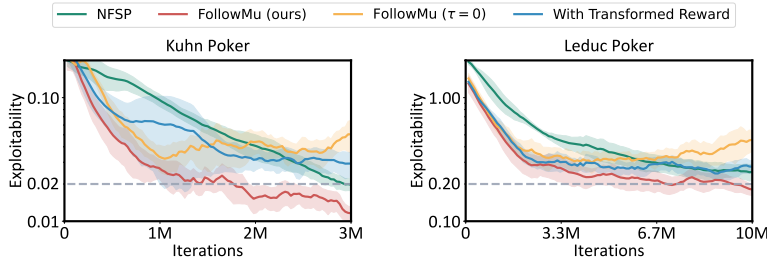 NFSP FollowMu (ours) FollowMu (τ = 0) With Transformed Reward
Kuhn Poker
Exploitability
0.10
0.02
0.01
0 1M 2M 3M
Iterations
Leduc Poker
Exploitability
1.00
0.20
0.10
0 3.3M 6.7M 10M
Iterations